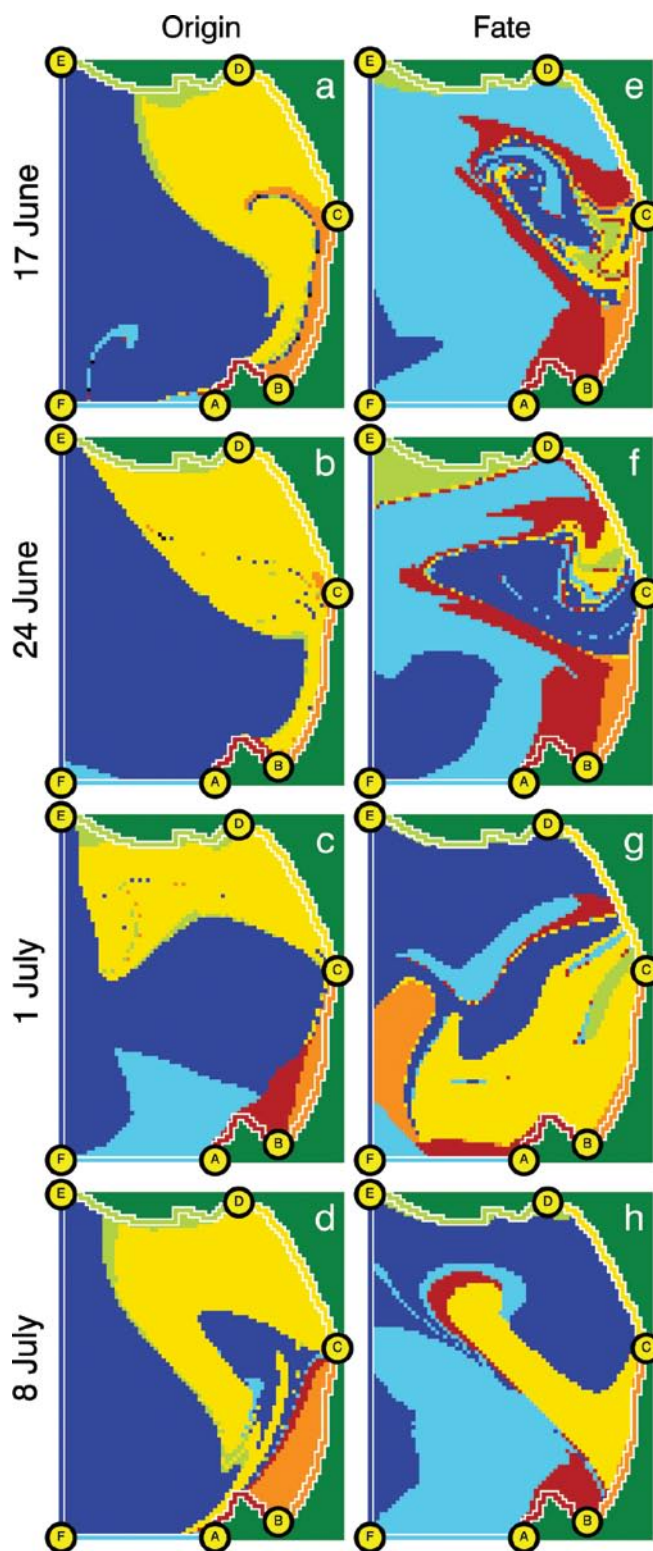 Origin Fate
17 June
E D a C F A B
E D e C F A B
24 June
E D b C F A B
E D f C F A B
1 July
E D c C F A B
E D g C F A B
8 July
E D d C F A B
E D h C F A B